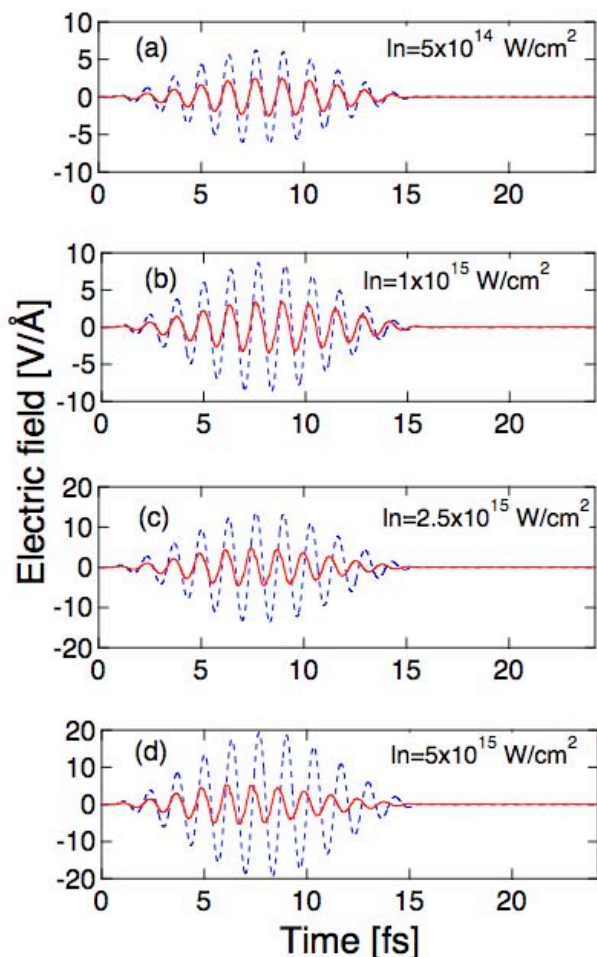 10
(a)
In=5x10^14 W/cm^2
5
0
-5
-10
0 5 10 15 20
10
(b)
In=1x10^15 W/cm^2
5
0
-5
-10
0 5 10 15 20
Electric field [V/Å]
20
(c)
In=2.5x10^15 W/cm^2
10
0
-10
-20
0 5 10 15 20
20
(d)
In=5x10^15 W/cm^2
10
0
-10
-20
0 5 10 15 20
Time [fs]